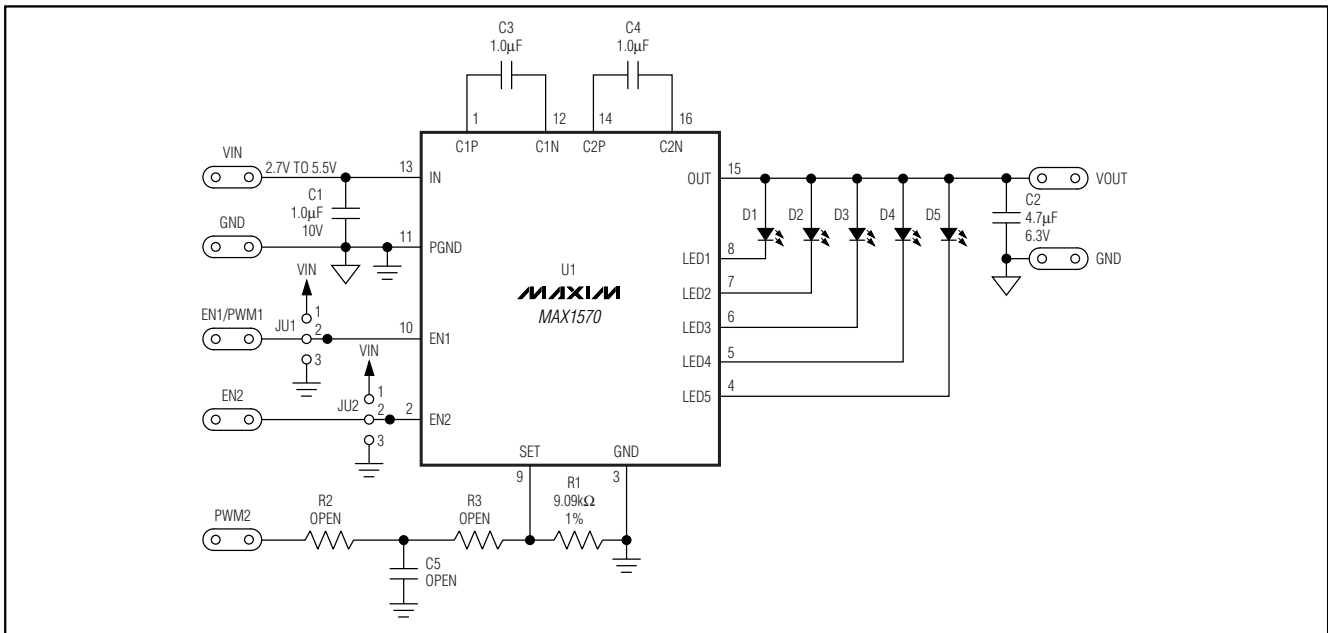 C3
1.0µF
C4
1.0µF
1
12
14
16
C1P
C1N
C2P
C2N
VIN
2.7V TO 5.5V
13
IN
C1
1.0µF
10V
GND
11
PGND
VIN
EN1/PWM1
JU1
1
2
3
10
EN1
VIN
EN2
JU2
1
2
3
2
EN2
U1
MAXIM
MAX1570
OUT
15
VOUT
D1
D2
D3
D4
D5
C2
4.7µF
6.3V
GND
LED1
8
LED2
7
LED3
6
LED4
5
LED5
4
SET
GND
9
3
PWM2
R2
OPEN
R3
OPEN
R1
9.09kΩ
1%
C5
OPEN